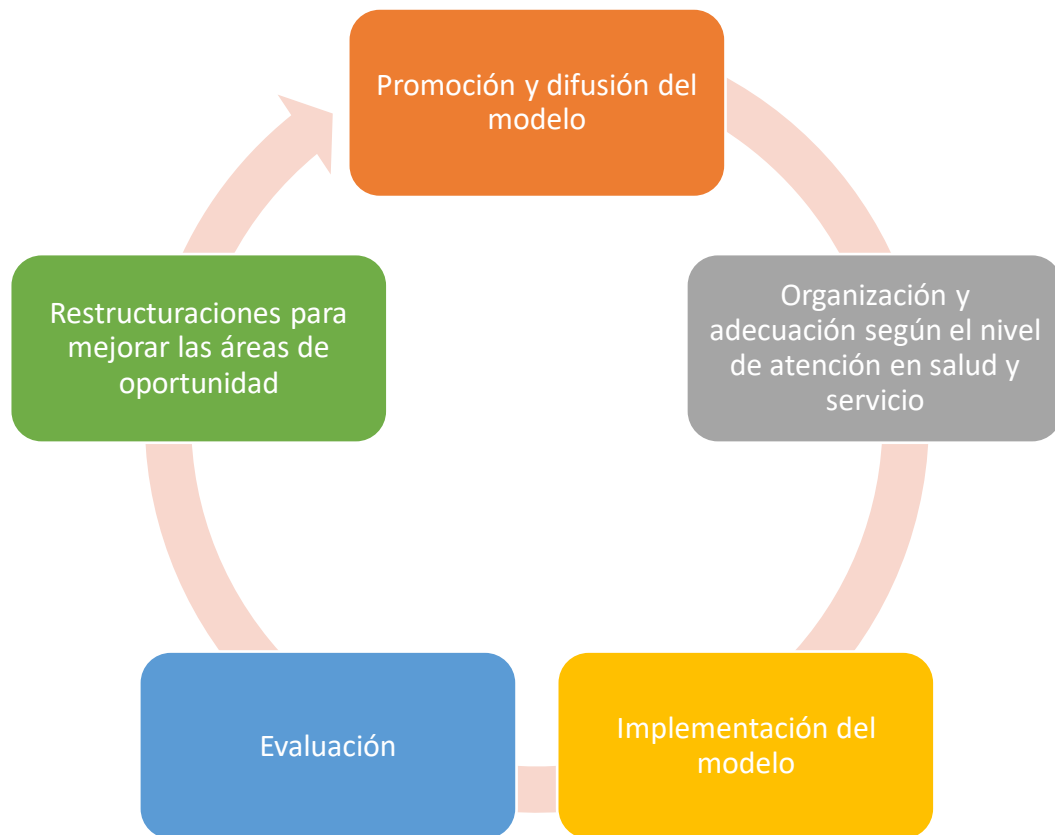 Promoción y difusión del
modelo
Organización y
adecuación según el nivel
de atención en salud y
servicio
Implementación del
modelo
Evaluación
Restructuraciones para
mejorar las áreas de
oportunidad